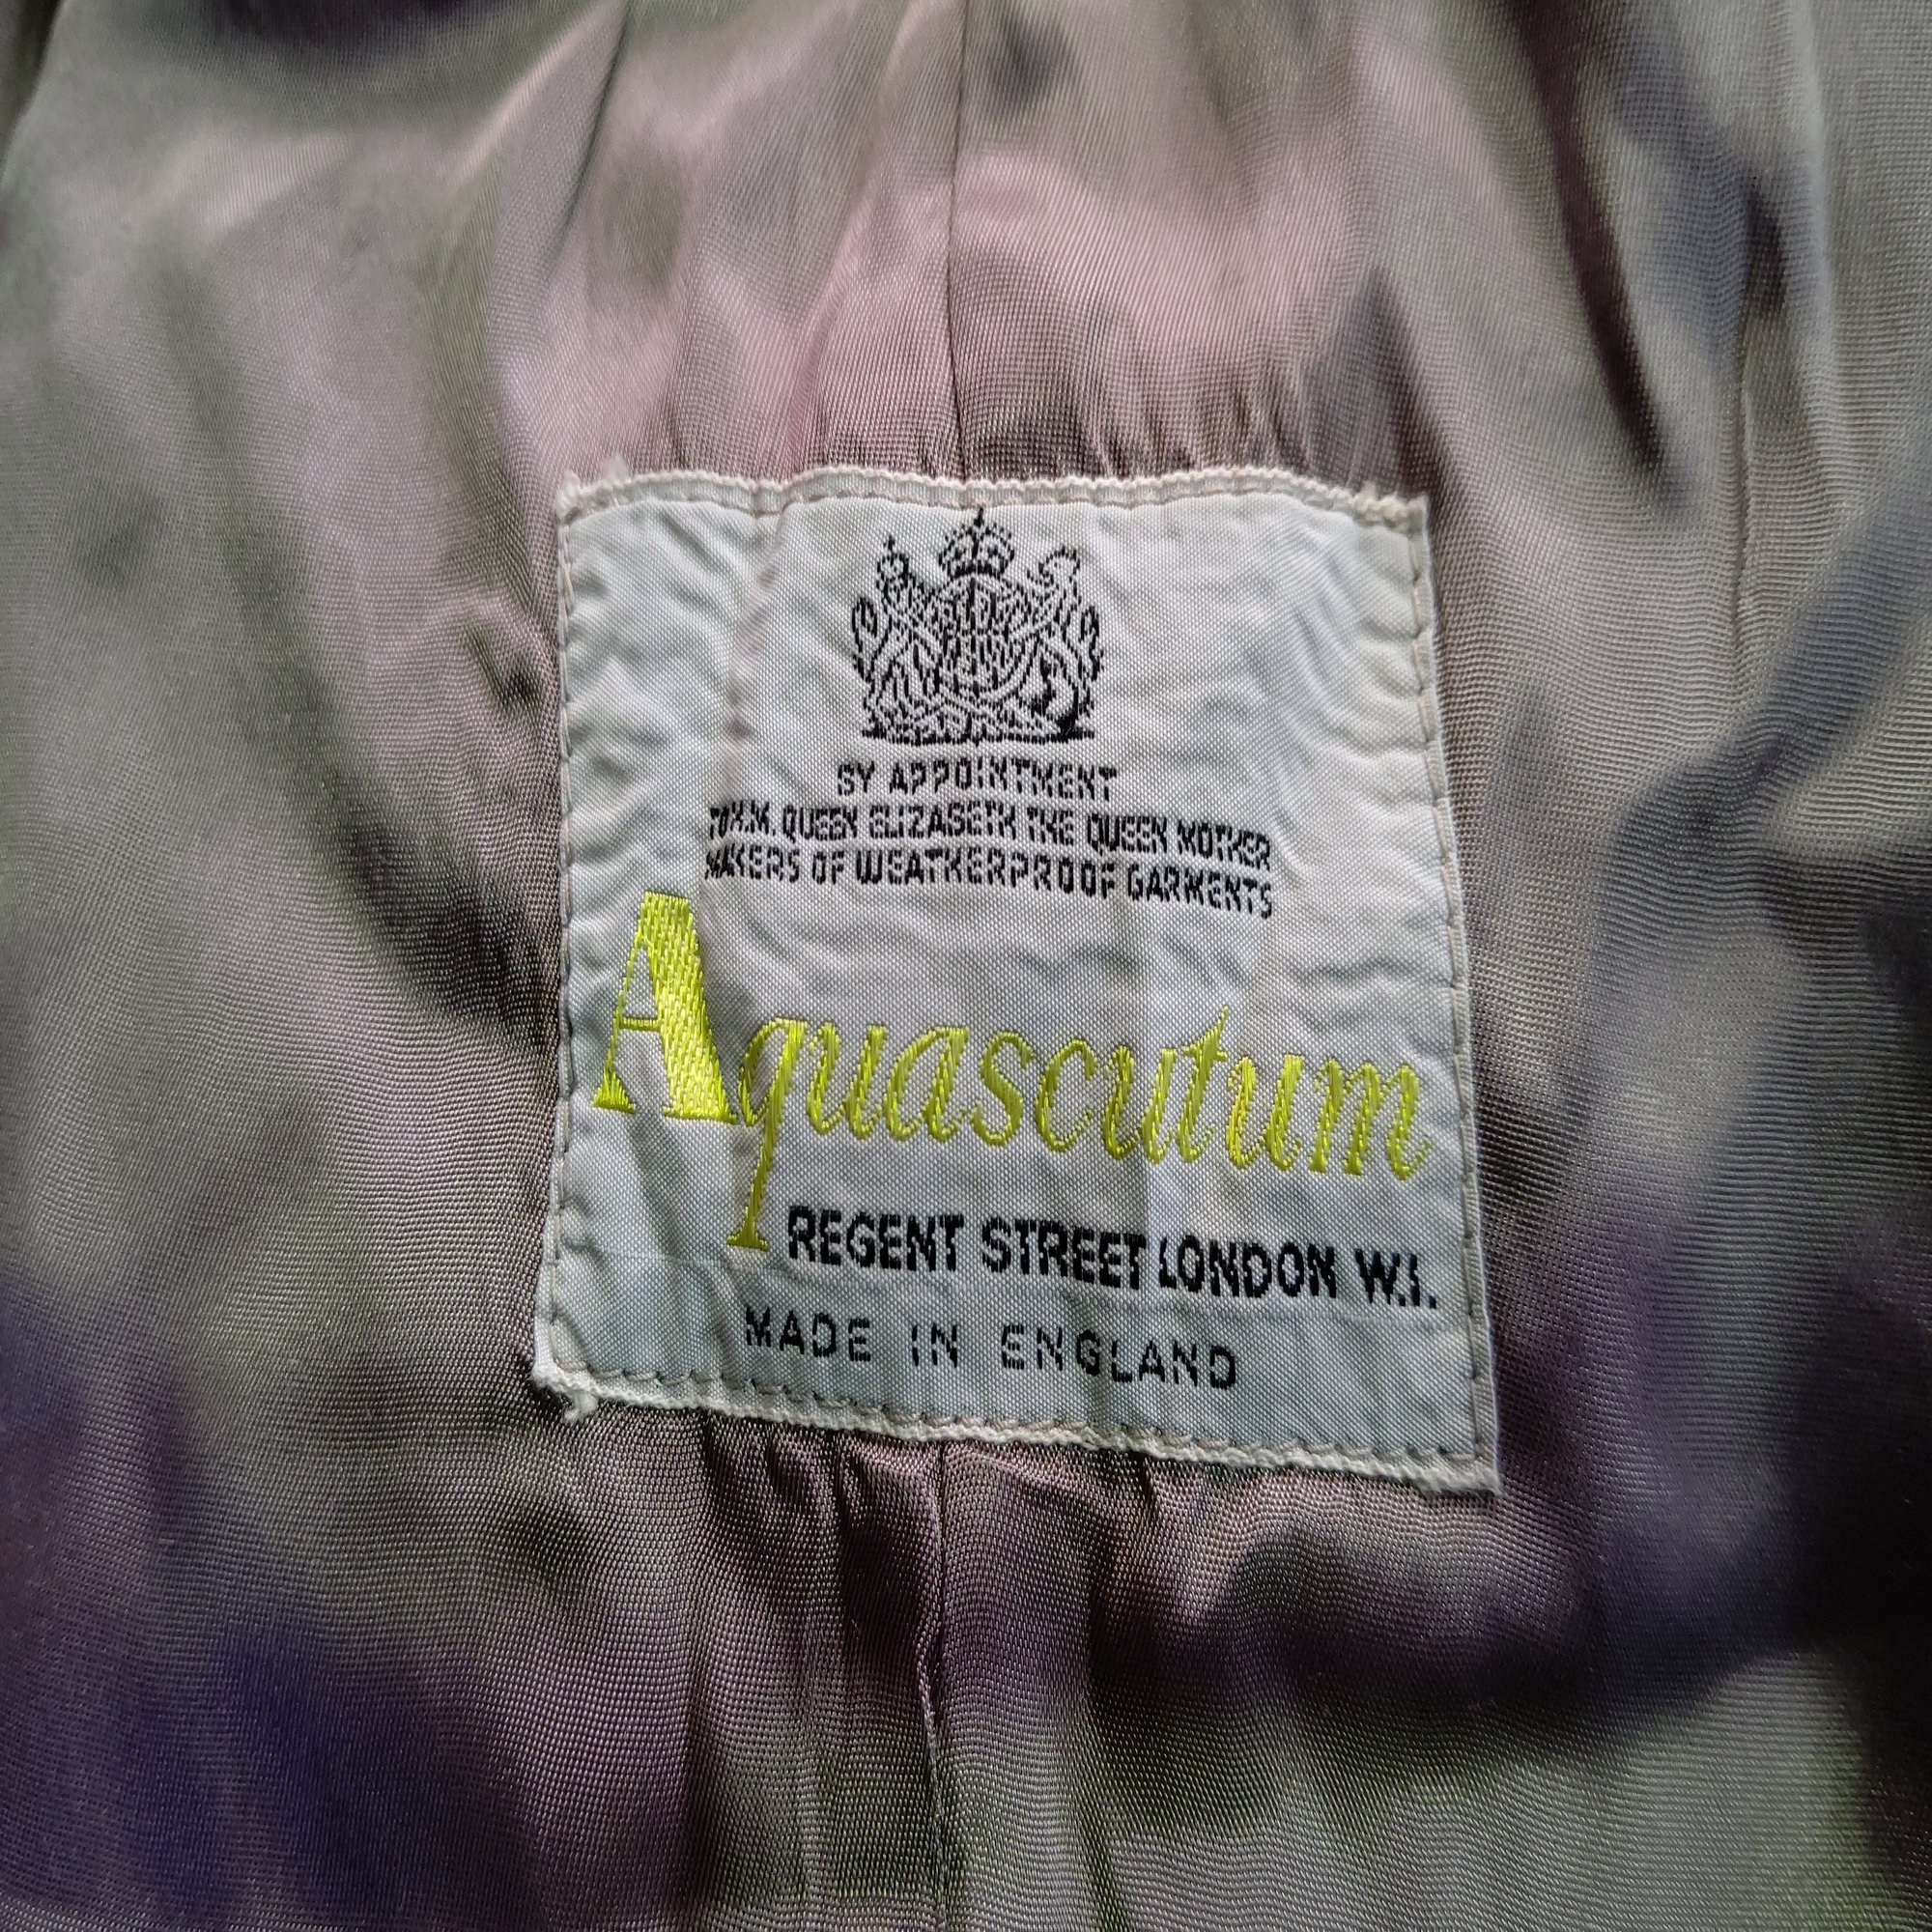 BY APPOINTMENT
TO H.M. QUEEN ELIZABETH THE QUEEN MOTHER
MAKERS OF WEATHERPROOF GARMENTS
Aquascutum
REGENT STREET LONDON W.I.
MADE IN ENGLAND